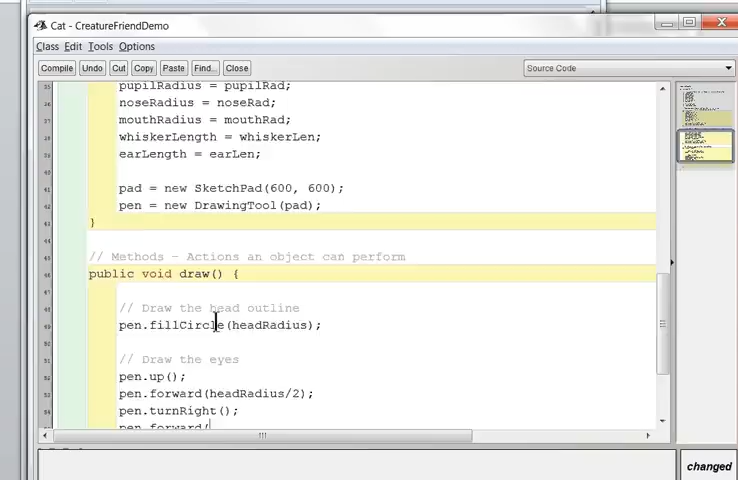 Cat - CreatureFriendDemo
Class Edit Tools Options
Compile Undo Cut Copy Paste Find... Close Source Code
pupilRadius = pupilRad;
noseRadius = noseRad;
mouthRadius = mouthRad;
whiskerLength = whiskerLen;
earLength = earLen;
pad = new SketchPad(600, 600);
pen = new DrawingTool(pad);
}
// Methods - Actions an object can perform
public void draw() {
// Draw the head outline
pen.fillCircle(headRadius);
// Draw the eyes
pen.up();
pen.forward(headRadius/2);
pen.turnRight();
pen.forward(
changed